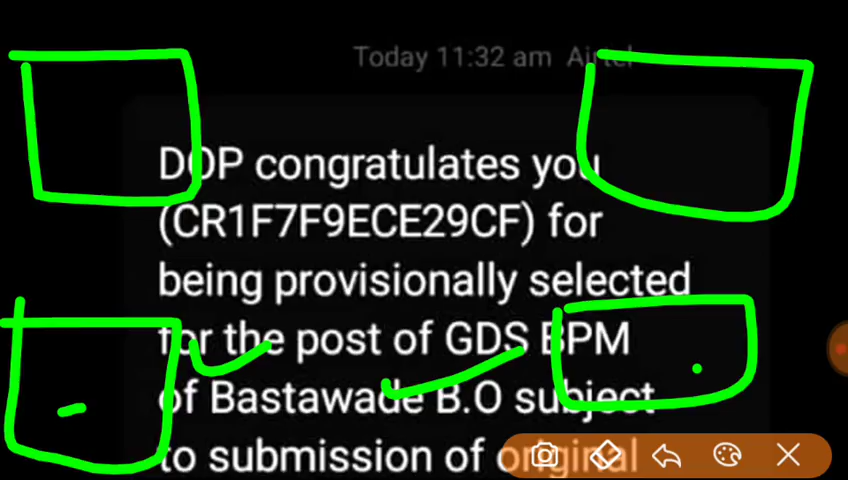 Today 11:32 am Airtel
DOP congratulates you
(CR1F7F9ECE29CF) for
being provisionally selected
for the post of GDS BPM
of Bastawade B.O subject
to submission of original